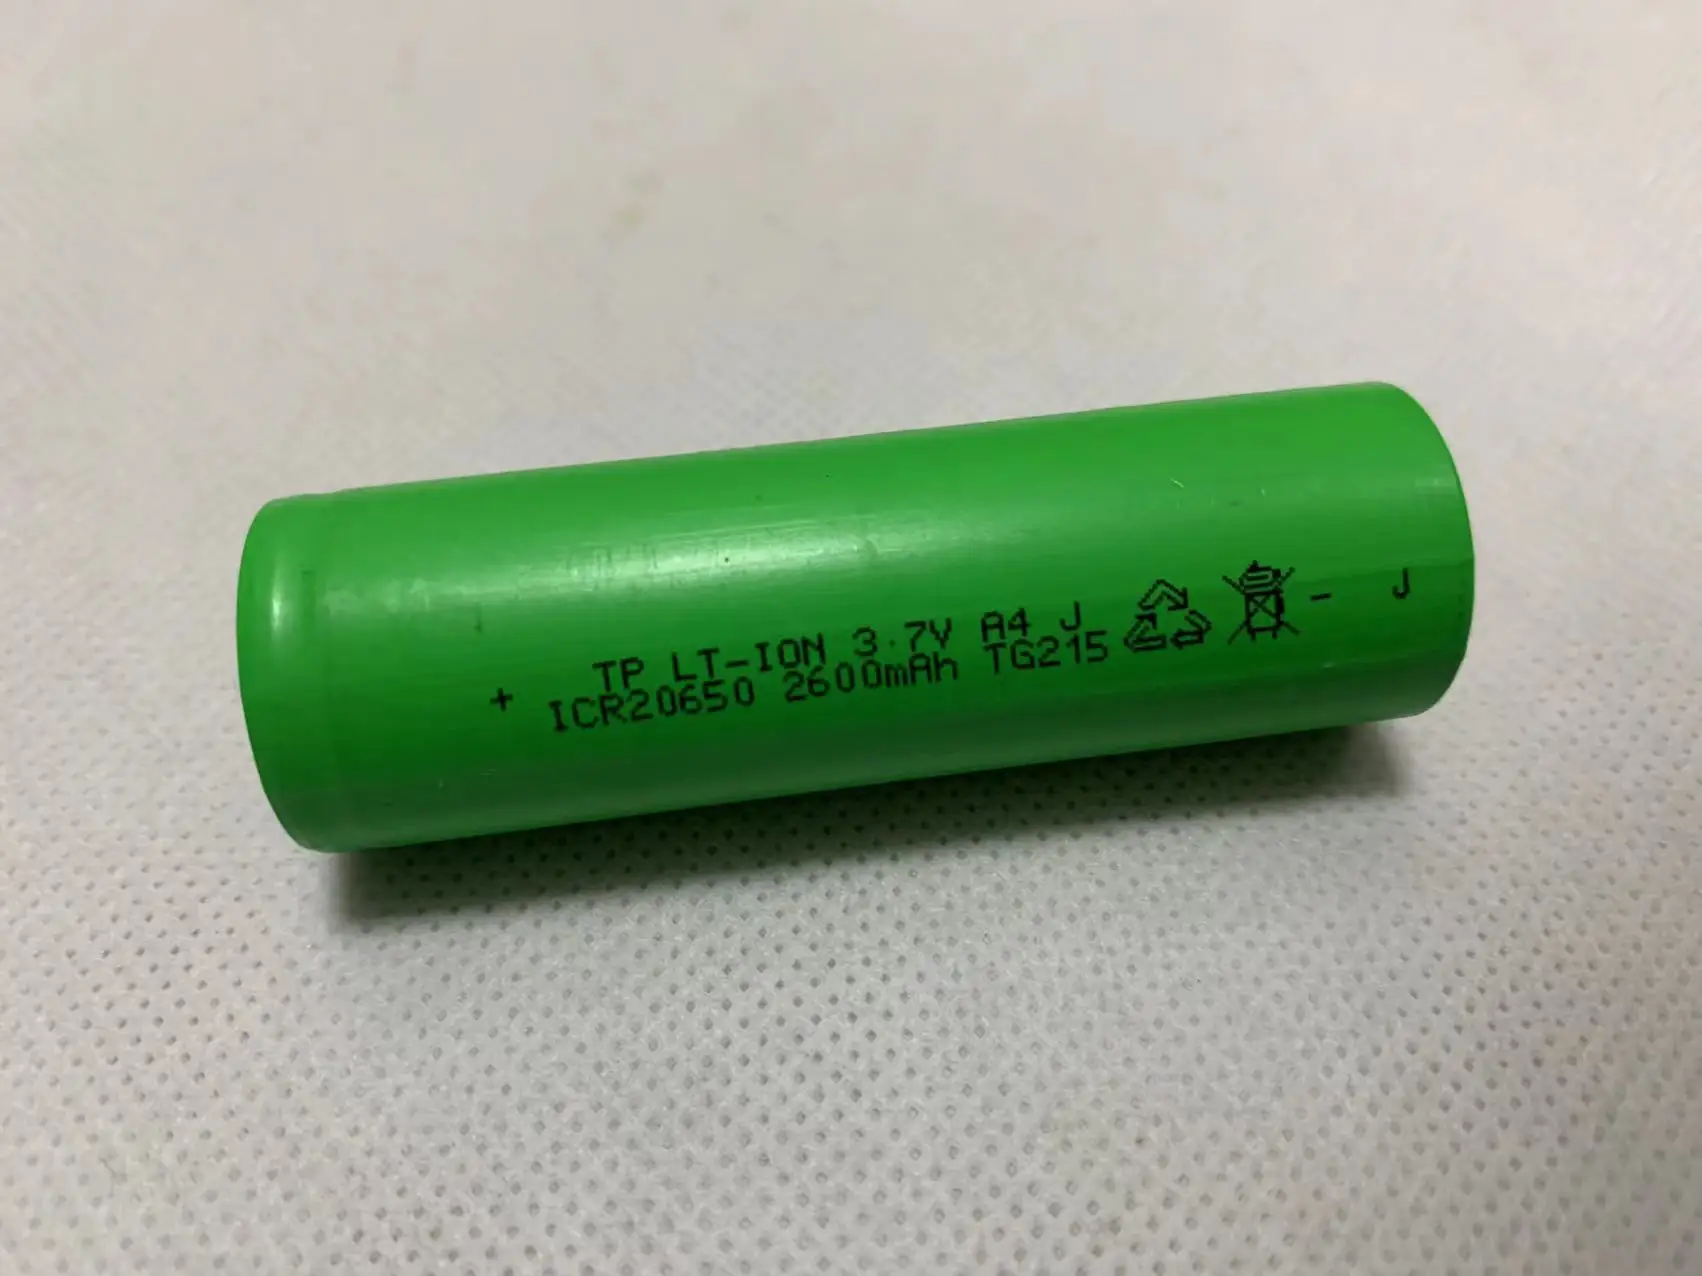 TP LT-ION 3.7V A4 J
+ ICR20650 2600mAh TG215 - J